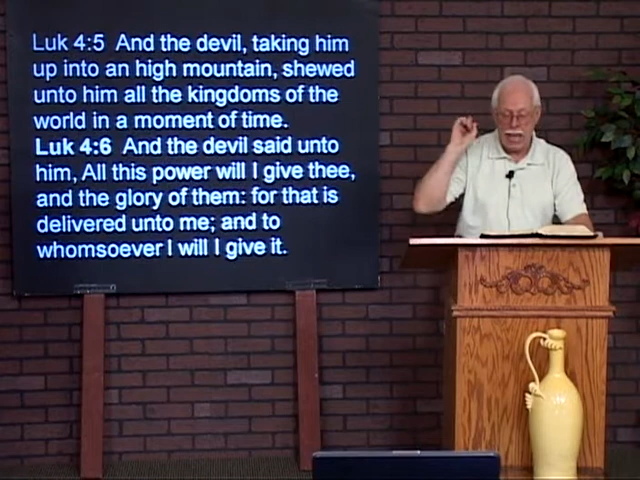 Luk 4:5 And the devil, taking him
up into an high mountain, shewed
unto him all the kingdoms of the
world in a moment of time.
Luk 4:6 And the devil said unto
him, All this power will I give thee,
and the glory of them: for that is
delivered unto me; and to
whomsoever I will I give it.